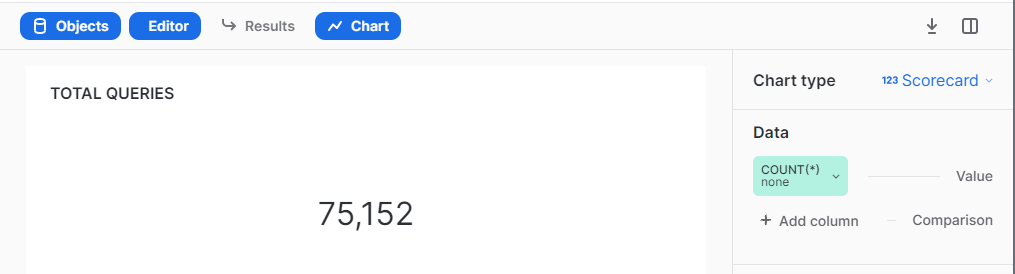 Objects Editor Results Chart
TOTAL QUERIES
75,152
Chart type 123 Scorecard
Data
COUNT(*)
none
Value
+ Add column Comparison